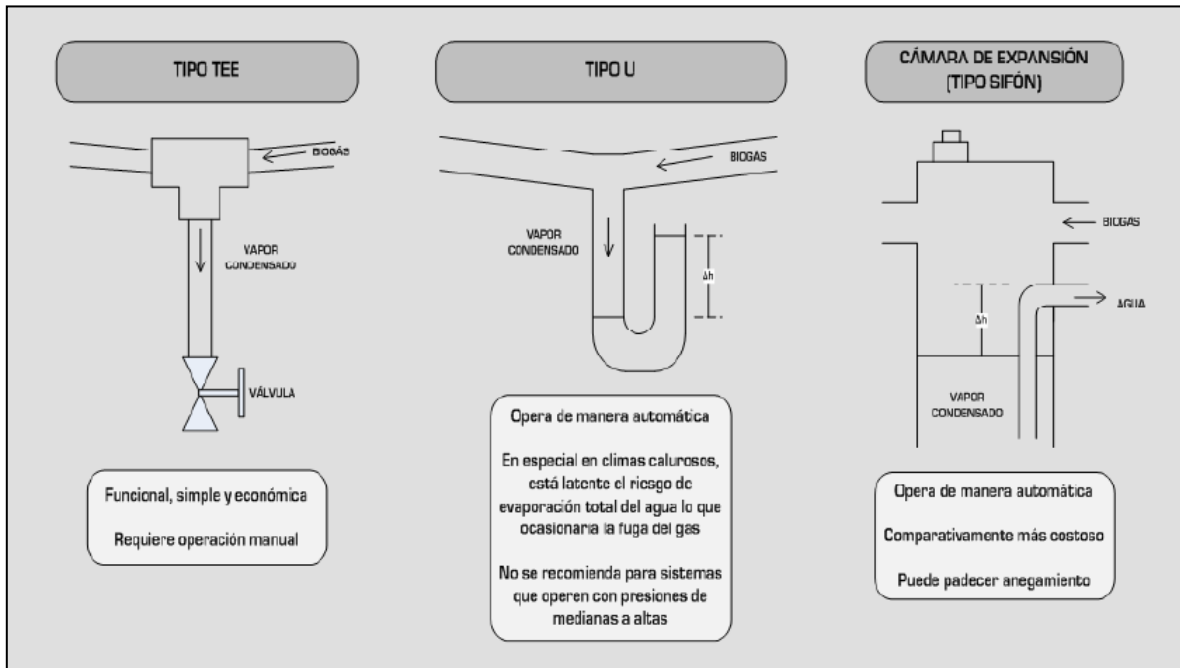 TIPO TEE
BIOGÁS
VAPOR
CONDENSADO
VÁLVULA
Funcional, simple y económica
Requiere operación manual
TIPO U
BIOGAS
VAPOR
CONDENSADO
Δh
Opera de manera automática
En especial en climas calurosos,
está latente el riesgo de
evaporación total del agua lo que
ocasionaria la fuga del gas
No se recomienda para sistemas
que operen con presiones de
medianas a altas
CÁMARA DE EXPANSIÓN
(TIPO SIFÓN)
BIOGAS
AGUA
Δh
VAPOR
CONDENSADO
Opera de manera automática
Comparativamente más costoso
Puede padecer anegamiento